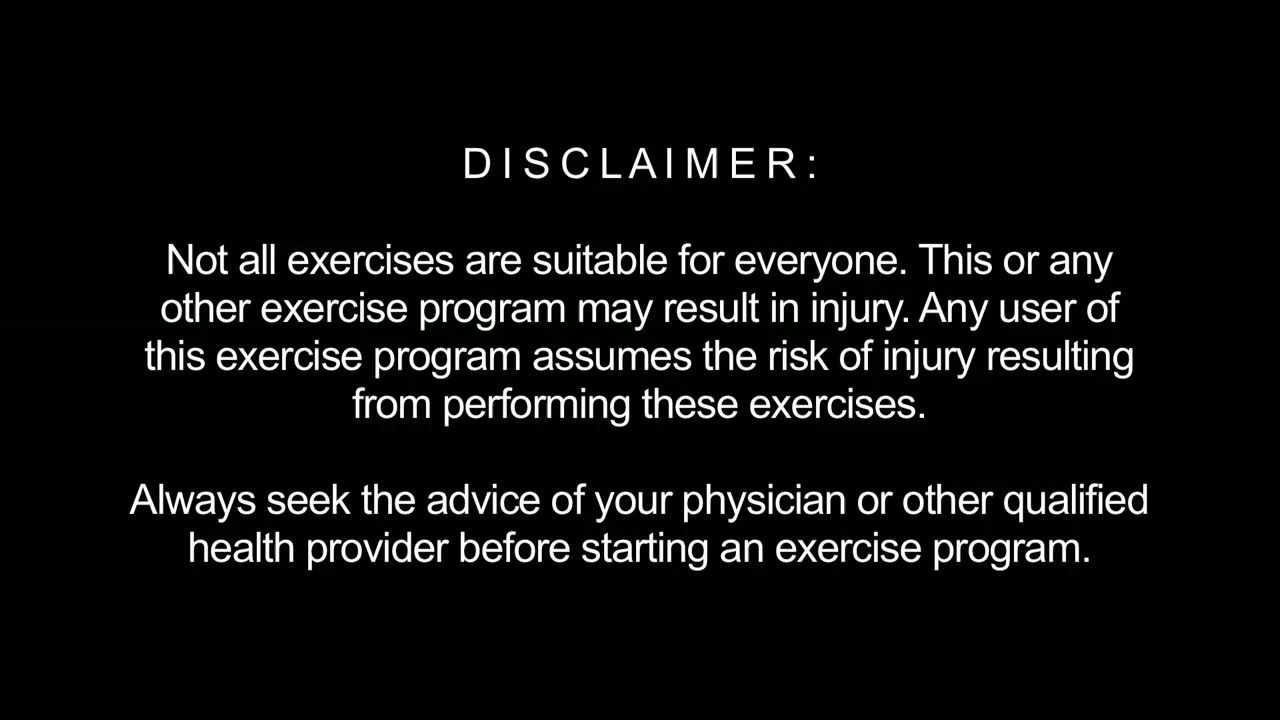 DISCLAIMER:
Not all exercises are suitable for everyone. This or any
other exercise program may result in injury. Any user of
this exercise program assumes the risk of injury resulting
from performing these exercises.
Always seek the advice of your physician or other qualified
health provider before starting an exercise program.